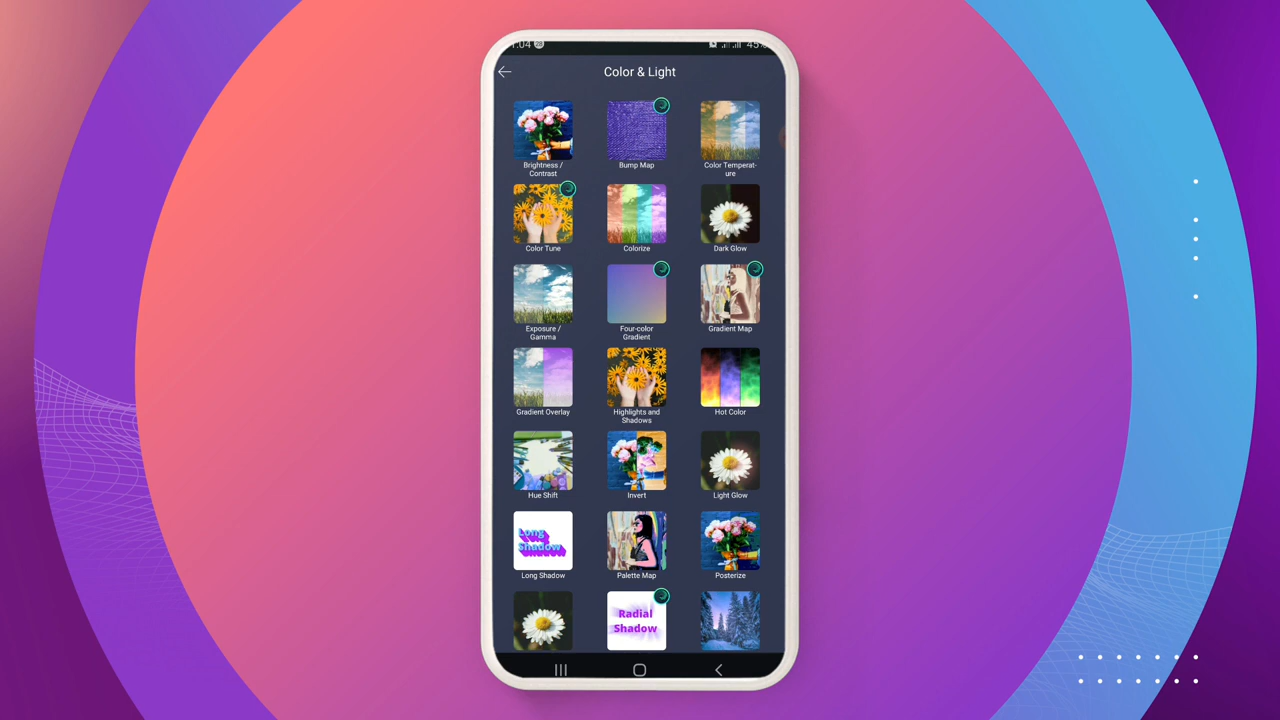 :04
45%
Color & Light
Brightness /
Contrast
Bump Map
Color Temperat-
ure
Color Tune
Colorize
Dark Glow
Exposure /
Gamma
Four-color
Gradient
Gradient Map
Gradient Overlay
Highlights and
Shadows
Hot Color
Hue Shift
Invert
Light Glow
Long
Shadow
Long Shadow
Palette Map
Posterize
Radial
Shadow